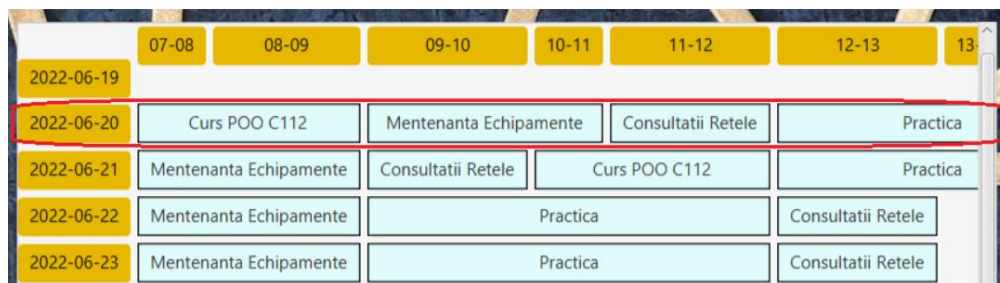 07-08 08-09 09-10 10-11 11-12 12-13 13-
2022-06-19
2022-06-20 Curs POO C112 Mentenanta Echipamente Consultatii Retele Practica
2022-06-21 Mentenanta Echipamente Consultatii Retele Curs POO C112 Practica
2022-06-22 Mentenanta Echipamente Practica Consultatii Retele
2022-06-23 Mentenanta Echipamente Practica Consultatii Retele